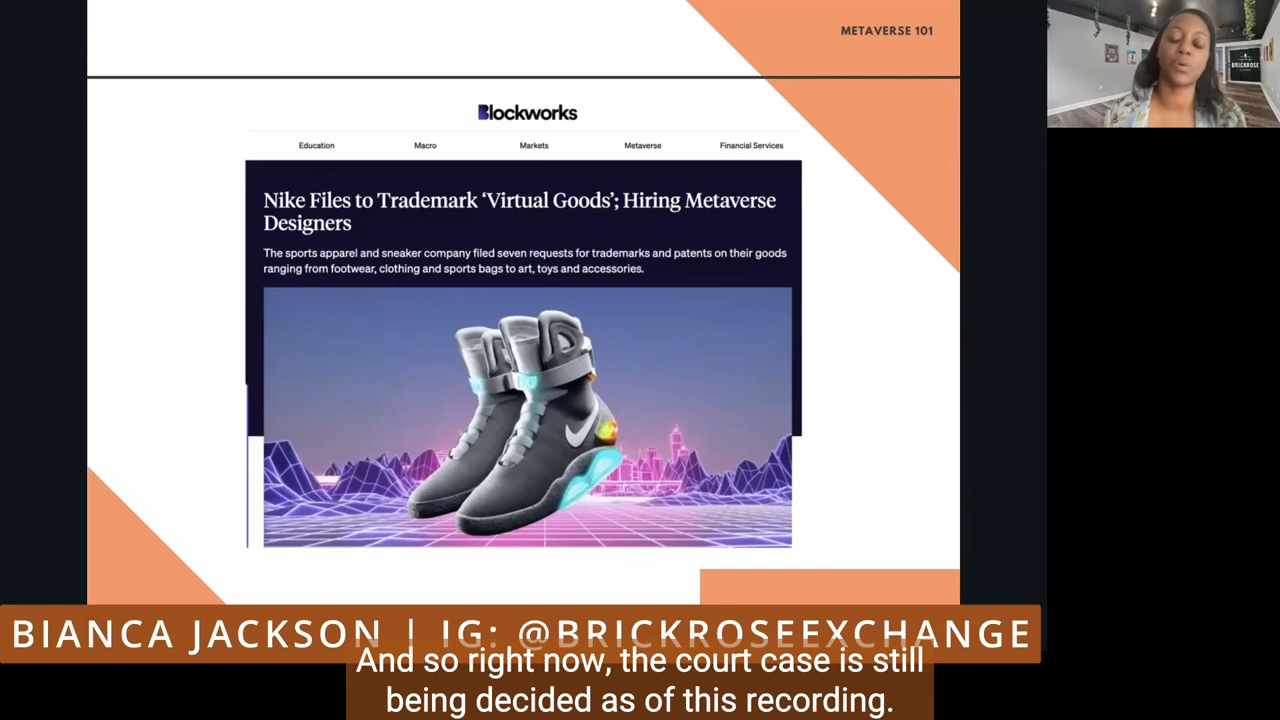 METAVERSE 101
BRICKROSE
Blockworks
Education Macro Markets Metaverse Financial Services
Nike Files to Trademark ‘Virtual Goods’; Hiring Metaverse
Designers
The sports apparel and sneaker company filed seven requests for trademarks and patents on their goods
ranging from footwear, clothing and sports bags to art, toys and accessories.
BIANCA JACKSON | IG: @BRICKROSEEXCHANGE
And so right now, the court case is still
being decided as of this recording.